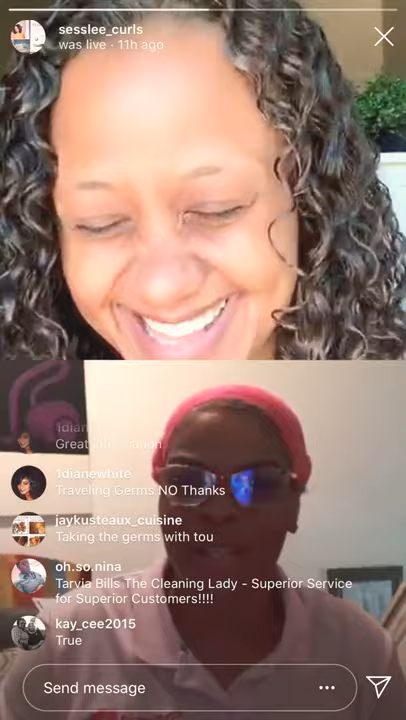 sesslee_curls
was live · 11h ago
1dian
Great
1dianewhite
Traveling Germs NO Thanks
jaykusteaux_cuisine
Taking the germs with tou
oh.so.nina
Tarvia Bills The Cleaning Lady - Superior Service
for Superior Customers!!!!
kay_cee2015
True
Send message